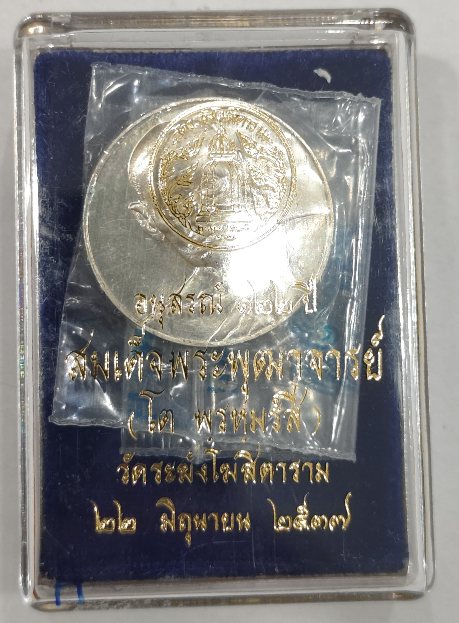 อนุสรณ์ ๑๒๒ ปี
สมเด็จพระพุฒาจารย์
(โต พรหมรังสี)
วัดระฆังโฆสิตาราม
๒๒ มิถุนายน ๒๕๓๗